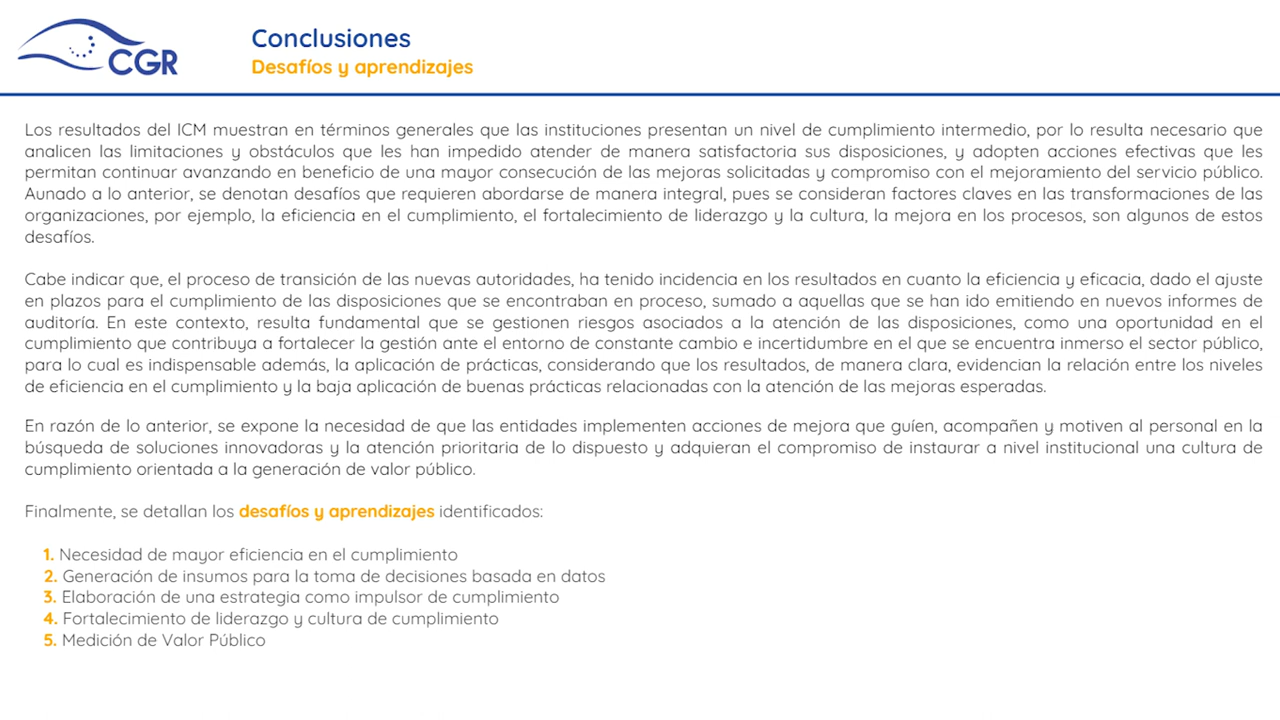 CGR
Conclusiones
Desafíos y aprendizajes
Los resultados del ICM muestran en términos generales que las instituciones presentan un nivel de cumplimiento intermedio, por lo resulta necesario que
analicen las limitaciones y obstáculos que les han impedido atender de manera satisfactoria sus disposiciones, y adopten acciones efectivas que les
permitan continuar avanzando en beneficio de una mayor consecución de las mejoras solicitadas y compromiso con el mejoramiento del servicio público.
Aunado a lo anterior, se denotan desafíos que requieren abordarse de manera integral, pues se consideran factores claves en las transformaciones de las
organizaciones, por ejemplo, la eficiencia en el cumplimiento, el fortalecimiento de liderazgo y la cultura, la mejora en los procesos, son algunos de estos
desafíos.
Cabe indicar que, el proceso de transición de las nuevas autoridades, ha tenido incidencia en los resultados en cuanto la eficiencia y eficacia, dado el ajuste
en plazos para el cumplimiento de las disposiciones que se encontraban en proceso, sumado a aquellas que se han ido emitiendo en nuevos informes de
auditoría. En este contexto, resulta fundamental que se gestionen riesgos asociados a la atención de las disposiciones, como una oportunidad en el
cumplimiento que contribuya a fortalecer la gestión ante el entorno de constante cambio e incertidumbre en el que se encuentra inmerso el sector público,
para lo cual es indispensable además, la aplicación de prácticas, considerando que los resultados, de manera clara, evidencian la relación entre los niveles
de eficiencia en el cumplimiento y la baja aplicación de buenas prácticas relacionadas con la atención de las mejoras esperadas.
En razón de lo anterior, se expone la necesidad de que las entidades implementen acciones de mejora que guíen, acompañen y motiven al personal en la
búsqueda de soluciones innovadoras y la atención prioritaria de lo dispuesto y adquieran el compromiso de instaurar a nivel institucional una cultura de
cumplimiento orientada a la generación de valor público.
Finalmente, se detallan los desafíos y aprendizajes identificados:
1. Necesidad de mayor eficiencia en el cumplimiento
2. Generación de insumos para la toma de decisiones basada en datos
3. Elaboración de una estrategia como impulsor de cumplimiento
4. Fortalecimiento de liderazgo y cultura de cumplimiento
5. Medición de Valor Público